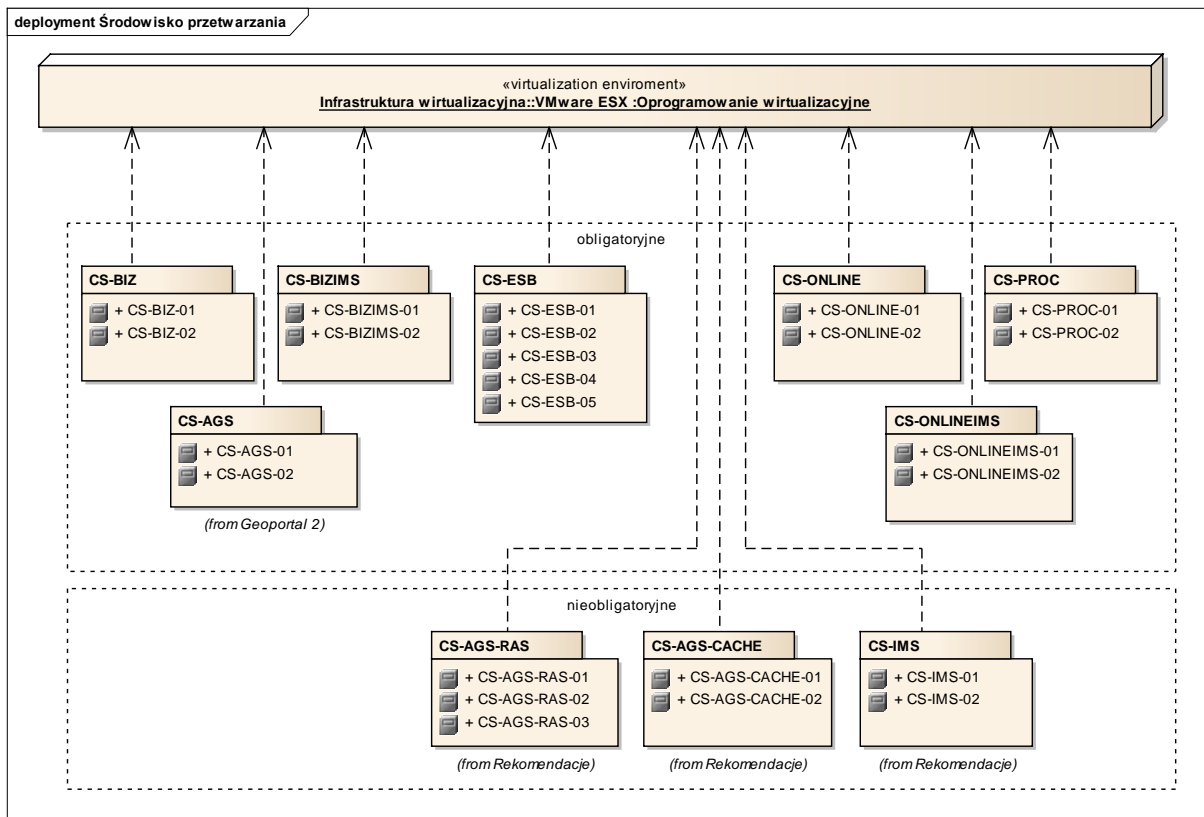 deployment Środowisko przetwarzania
«virtualization enviroment»
Infrastruktura wirtualizacyjna::VMware ESX :Oprogramowanie wirtualizacyjne
obligatoryjne
CS-BIZ
+ CS-BIZ-01
+ CS-BIZ-02
CS-BIZIMS
+ CS-BIZIMS-01
+ CS-BIZIMS-02
CS-ESB
+ CS-ESB-01
+ CS-ESB-02
+ CS-ESB-03
+ CS-ESB-04
+ CS-ESB-05
CS-ONLINE
+ CS-ONLINE-01
+ CS-ONLINE-02
CS-PROC
+ CS-PROC-01
+ CS-PROC-02
CS-AGS
+ CS-AGS-01
+ CS-AGS-02
(from Geoportal 2)
CS-ONLINEIMS
+ CS-ONLINEIMS-01
+ CS-ONLINEIMS-02
nieobligatoryjne
CS-AGS-RAS
+ CS-AGS-RAS-01
+ CS-AGS-RAS-02
+ CS-AGS-RAS-03
(from Rekomendacje)
CS-AGS-CACHE
+ CS-AGS-CACHE-01
+ CS-AGS-CACHE-02
(from Rekomendacje)
CS-IMS
+ CS-IMS-01
+ CS-IMS-02
(from Rekomendacje)